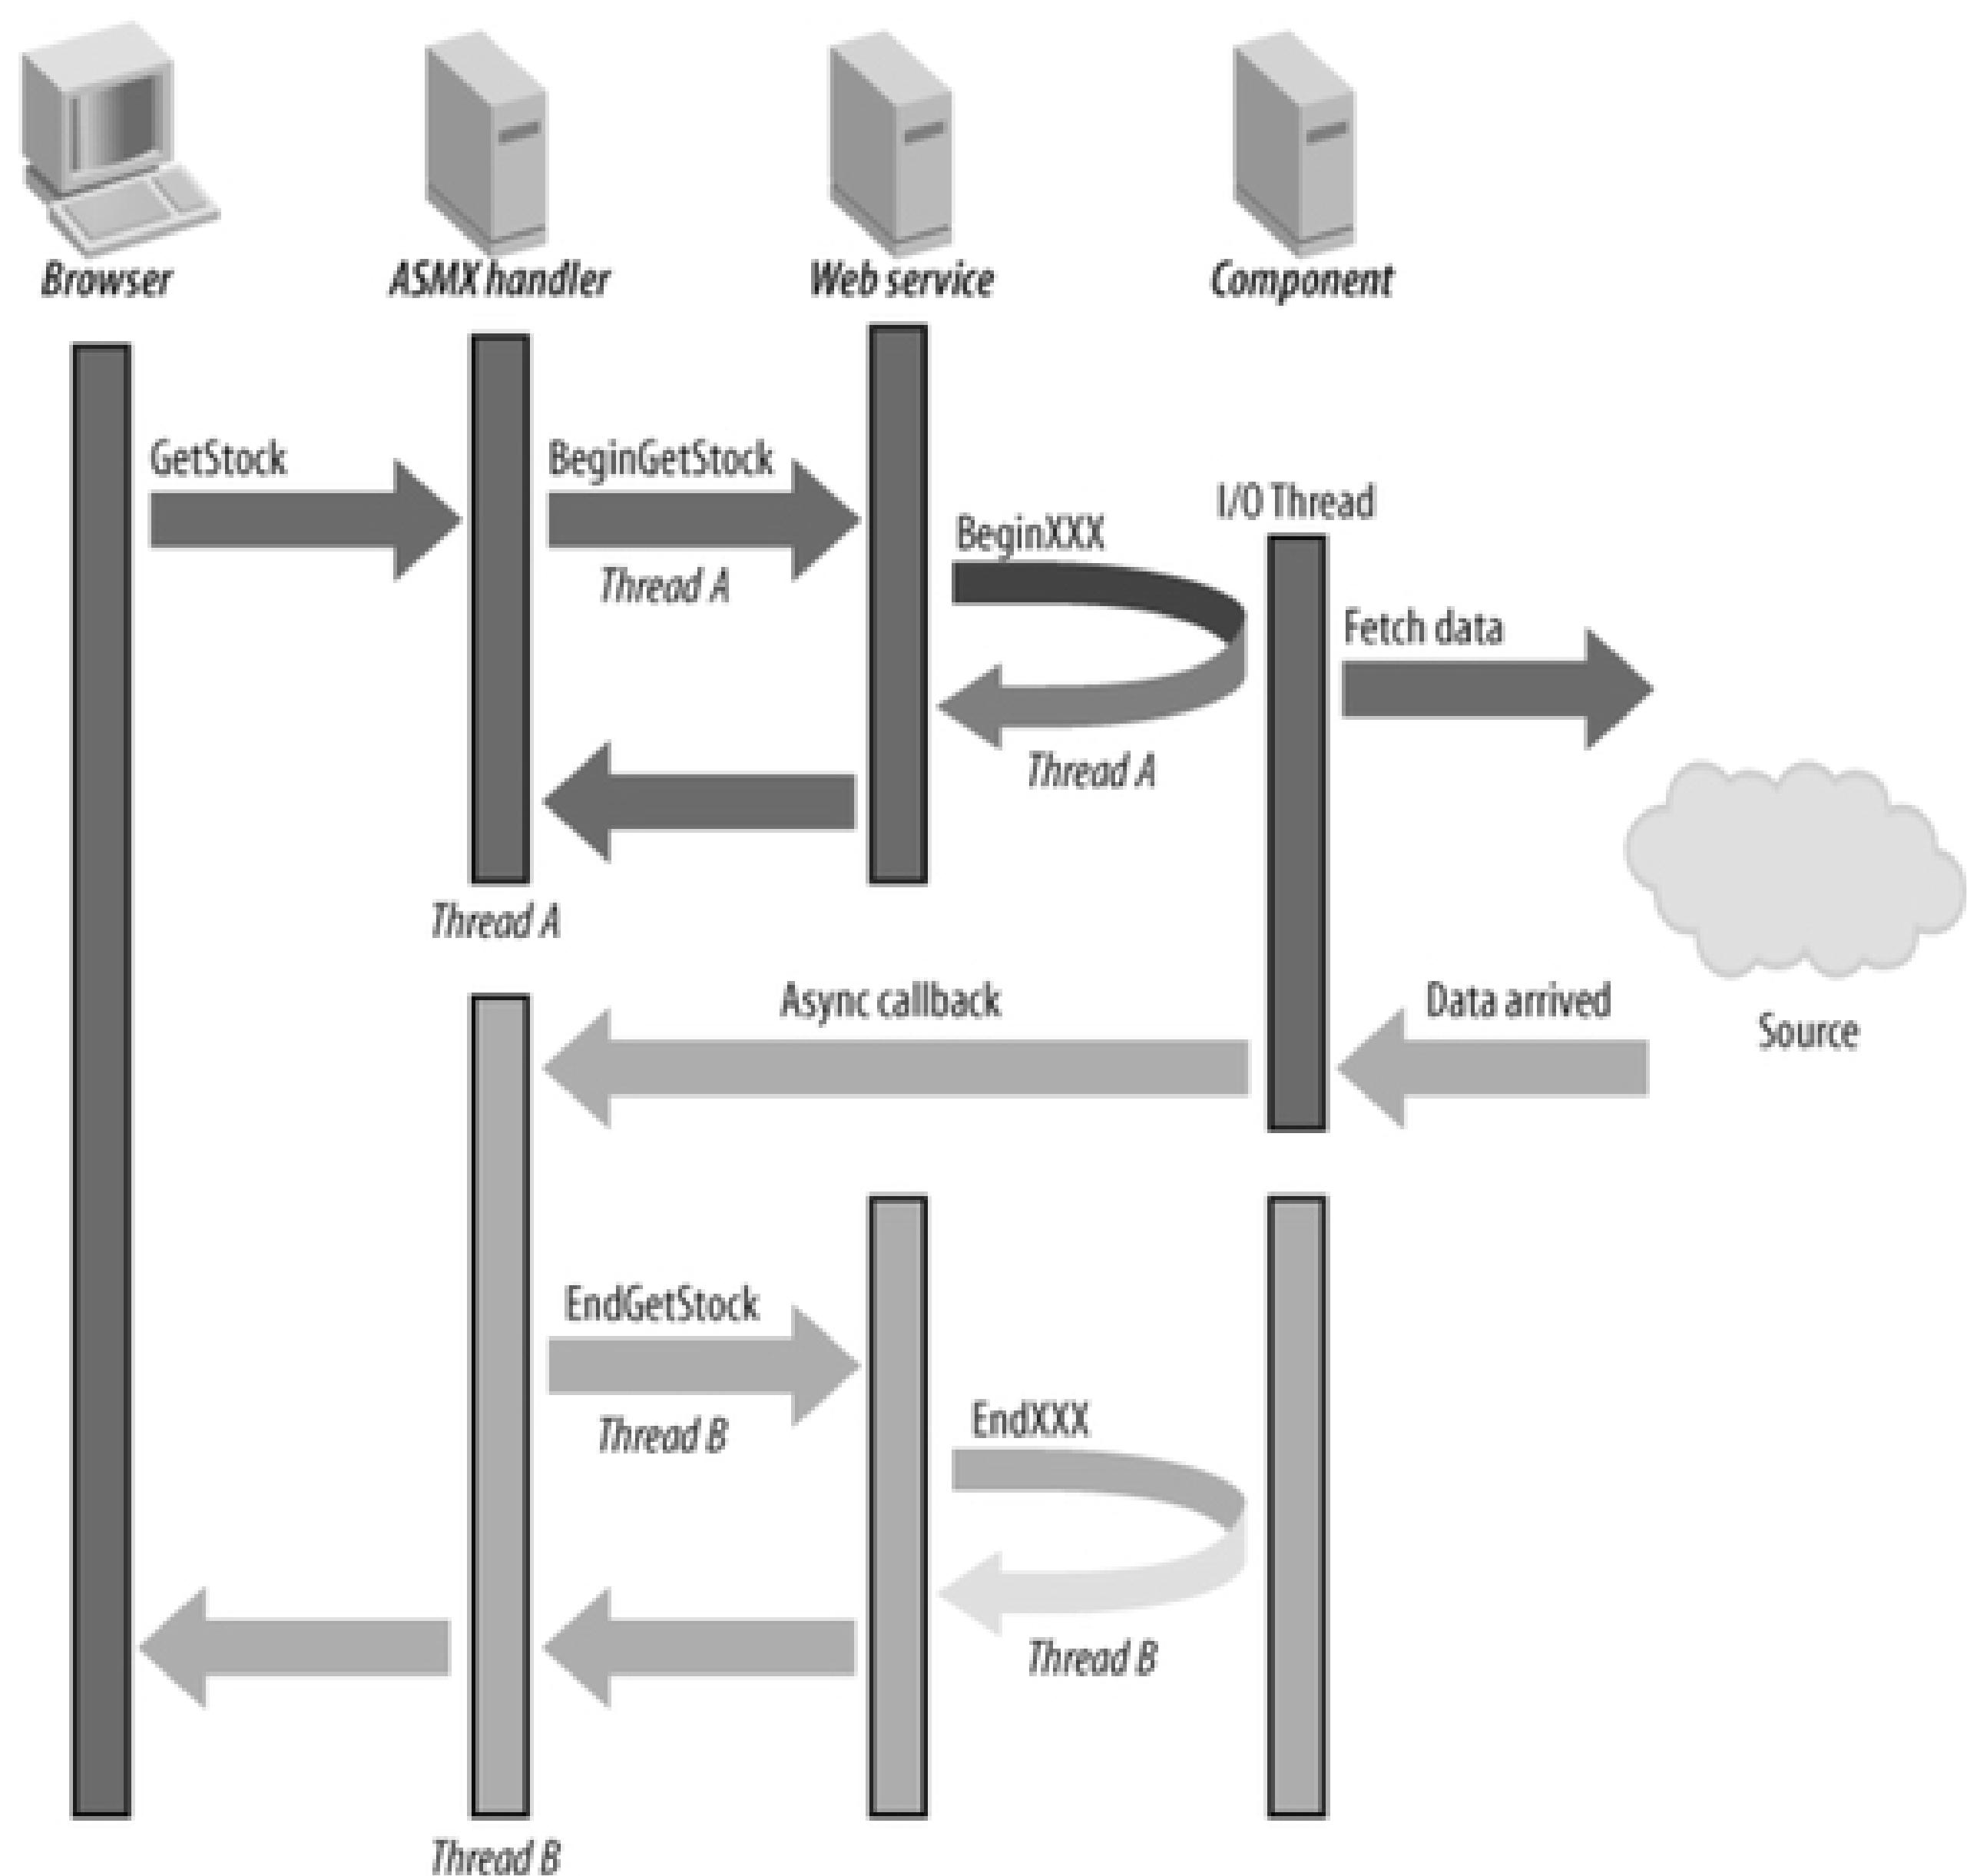 Browser
ASMX handler
Web service
Component
GetStock
BeginGetStock
Thread A
BeginXXX
I/O Thread
Fetch data
Thread A
Thread A
Async callback
Data arrived
Source
EndGetStock
Thread B
EndXXX
Thread B
Thread B